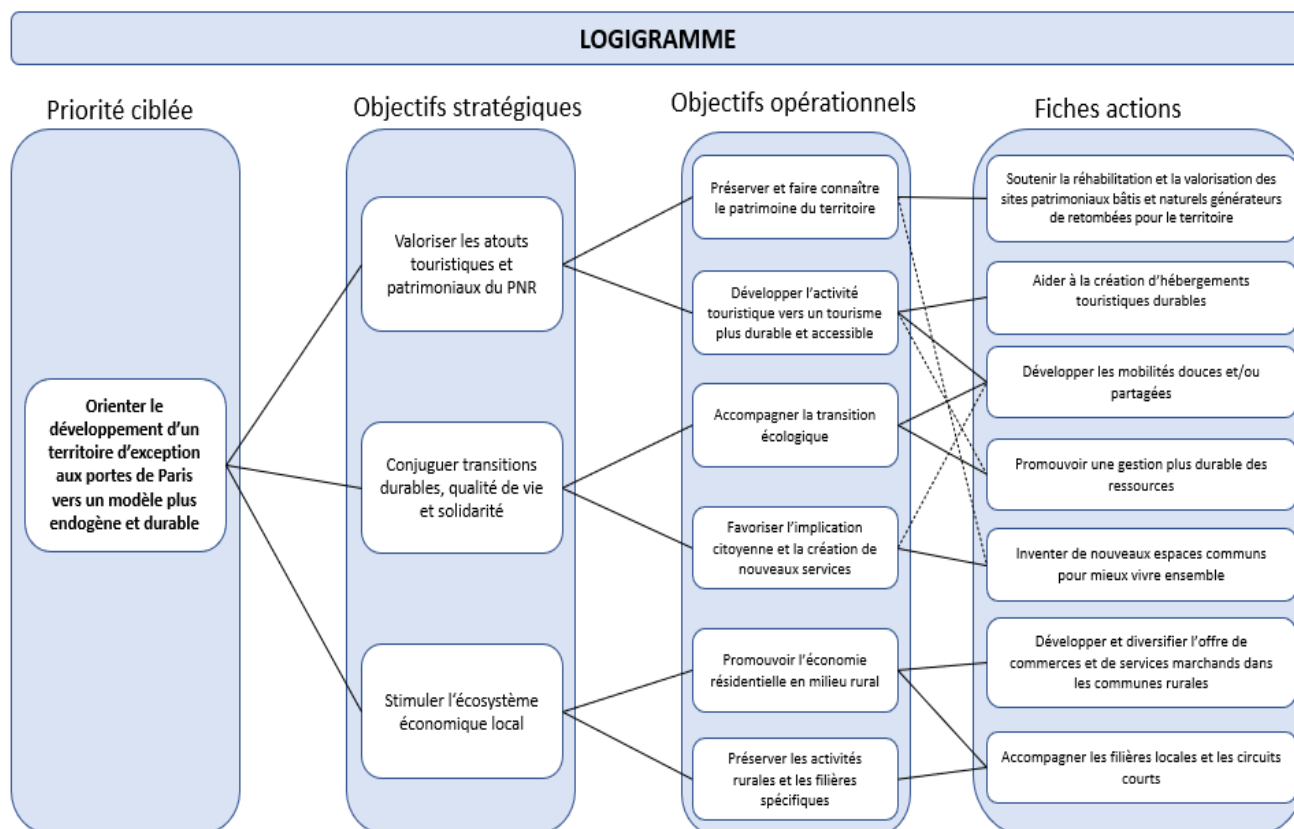 LOGIGRAMME
Priorité ciblée
Orienter le
développement d'un
territoire d'exception
aux portes de Paris
vers un modèle plus
endogène et durable
Objectifs stratégiques
Valoriser les atouts
touristiques et
patrimoniaux du PNR
Conjuguer transitions
durables, qualité de vie
et solidarité
Stimuler l'écosystème
économique local
Objectifs opérationnels
Préserver et faire connaître
le patrimoine du territoire
Développer l'activité
touristique vers un tourisme
plus durable et accessible
Accompagner la transition
écologique
Favoriser l'implication
citoyenne et la création de
nouveaux services
Promouvoir l'économie
résidentielle en milieu rural
Préserver les activités
rurales et les filières
spécifiques
Fiches actions
Soutenir la réhabilitation et la valorisation des
sites patrimoniaux bâtis et naturels générateurs
de retombées pour le territoire
Aider à la création d'hébergements
touristiques durables
Développer les mobilités douces et/ou
partagées
Promouvoir une gestion plus durable des
ressources
Inventer de nouveaux espaces communs
pour mieux vivre ensemble
Développer et diversifier l'offre de
commerces et de services marchands dans
les communes rurales
Accompagner les filières locales et les circuits
courts